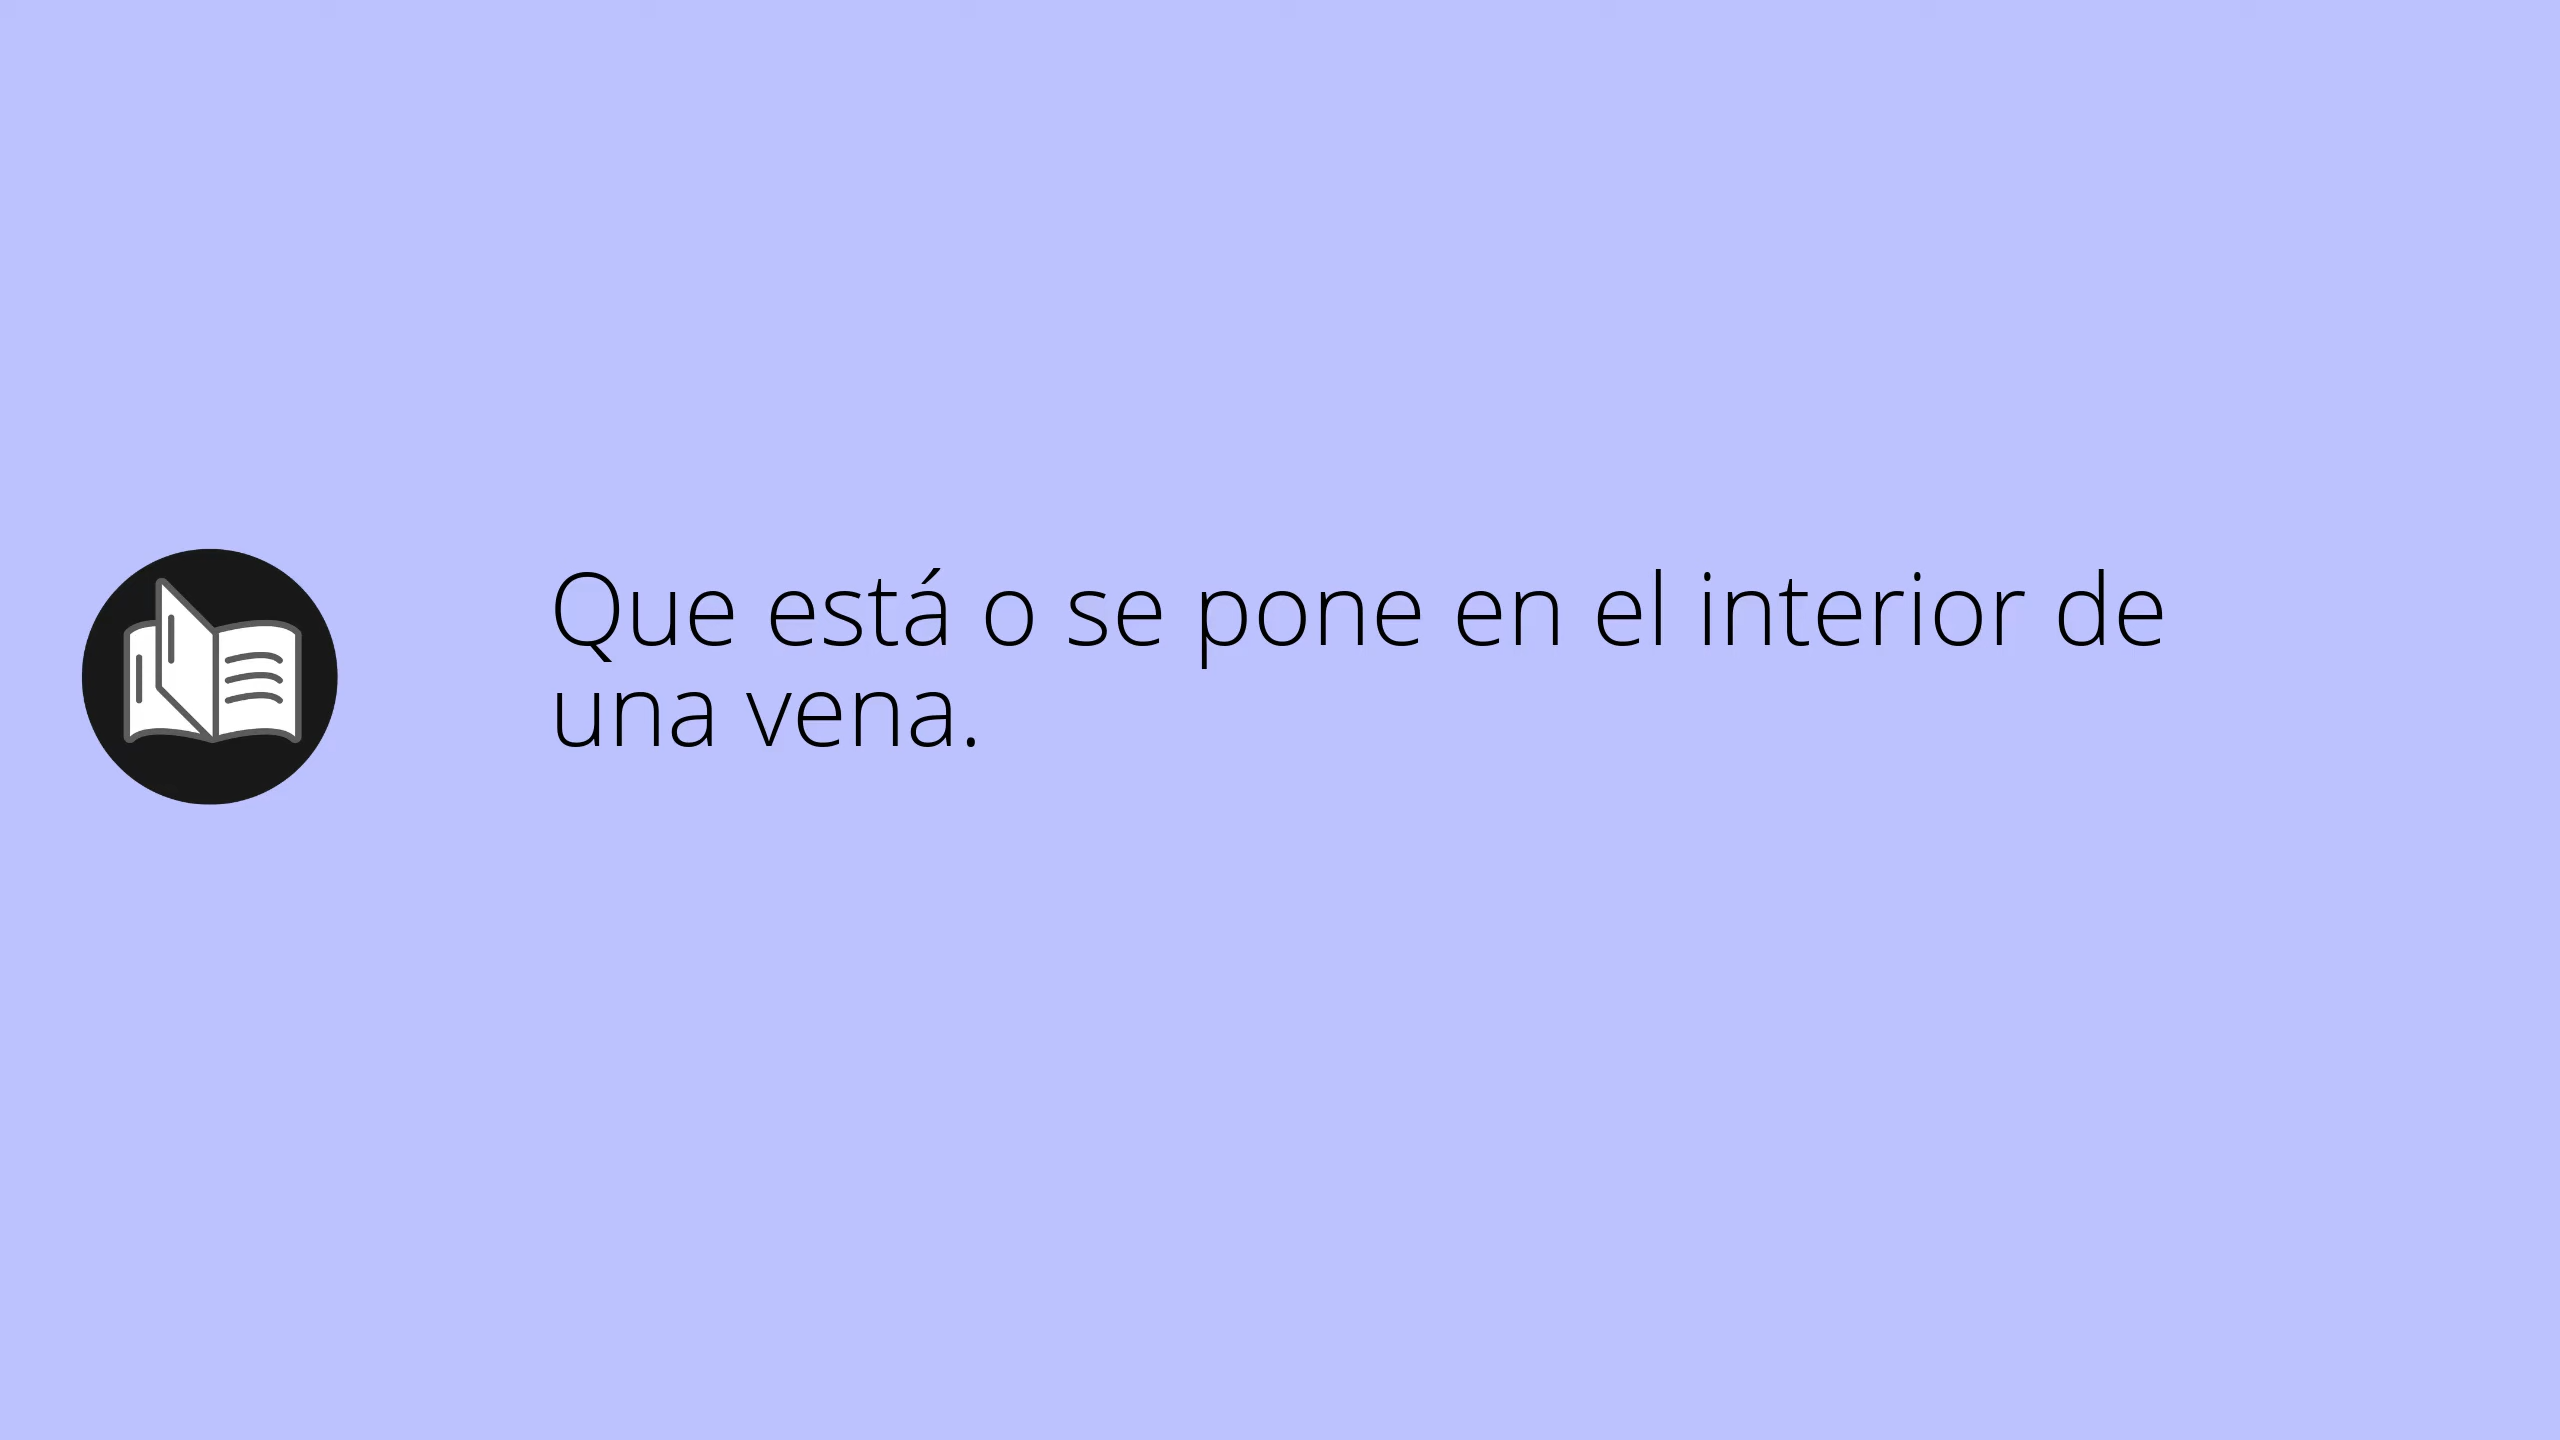 Que está o se pone en el interior de
una vena.